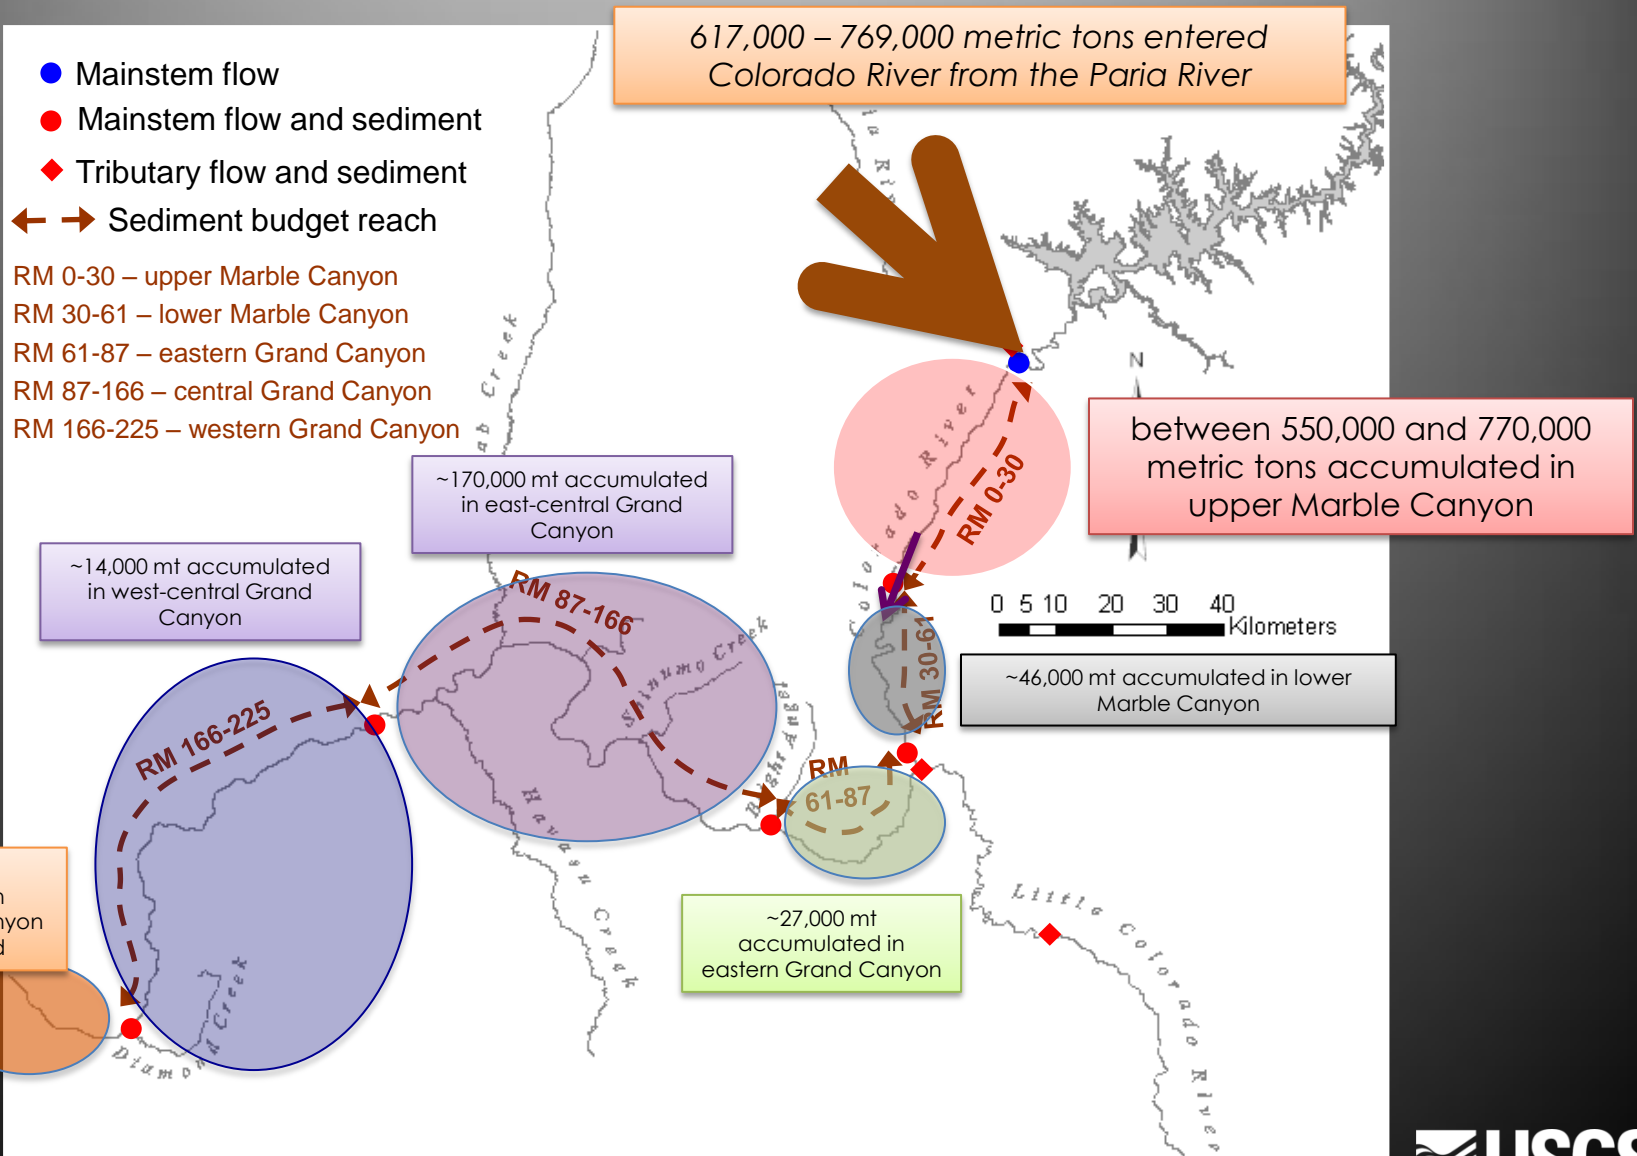 617,000 – 769,000 metric tons entered
Colorado River from the Paria River
Mainstem flow
Mainstem flow and sediment
Tributary flow and sediment
Sediment budget reach
RM 0-30 – upper Marble Canyon
RM 30-61 – lower Marble Canyon
RM 61-87 – eastern Grand Canyon
RM 87-166 – central Grand Canyon
RM 166-225 – western Grand Canyon
ab Creek
N
between 550,000 and 770,000
metric tons accumulated in
upper Marble Canyon
Colorado River
RM 0-30
~170,000 mt accumulated
in east-central Grand
Canyon
~14,000 mt accumulated
in west-central Grand
Canyon
RM 87-166
Shinumo Creek
0 5 10 20 30 40
Kilometers
RM 30-61
~46,000 mt accumulated in lower
Marble Canyon
RM 166-225
Bright Angel
RM
61-87
Havasu Creek
~27,000 mt
accumulated in
eastern Grand Canyon
Little Colorado River
nyon
Diamond Creek
USGS